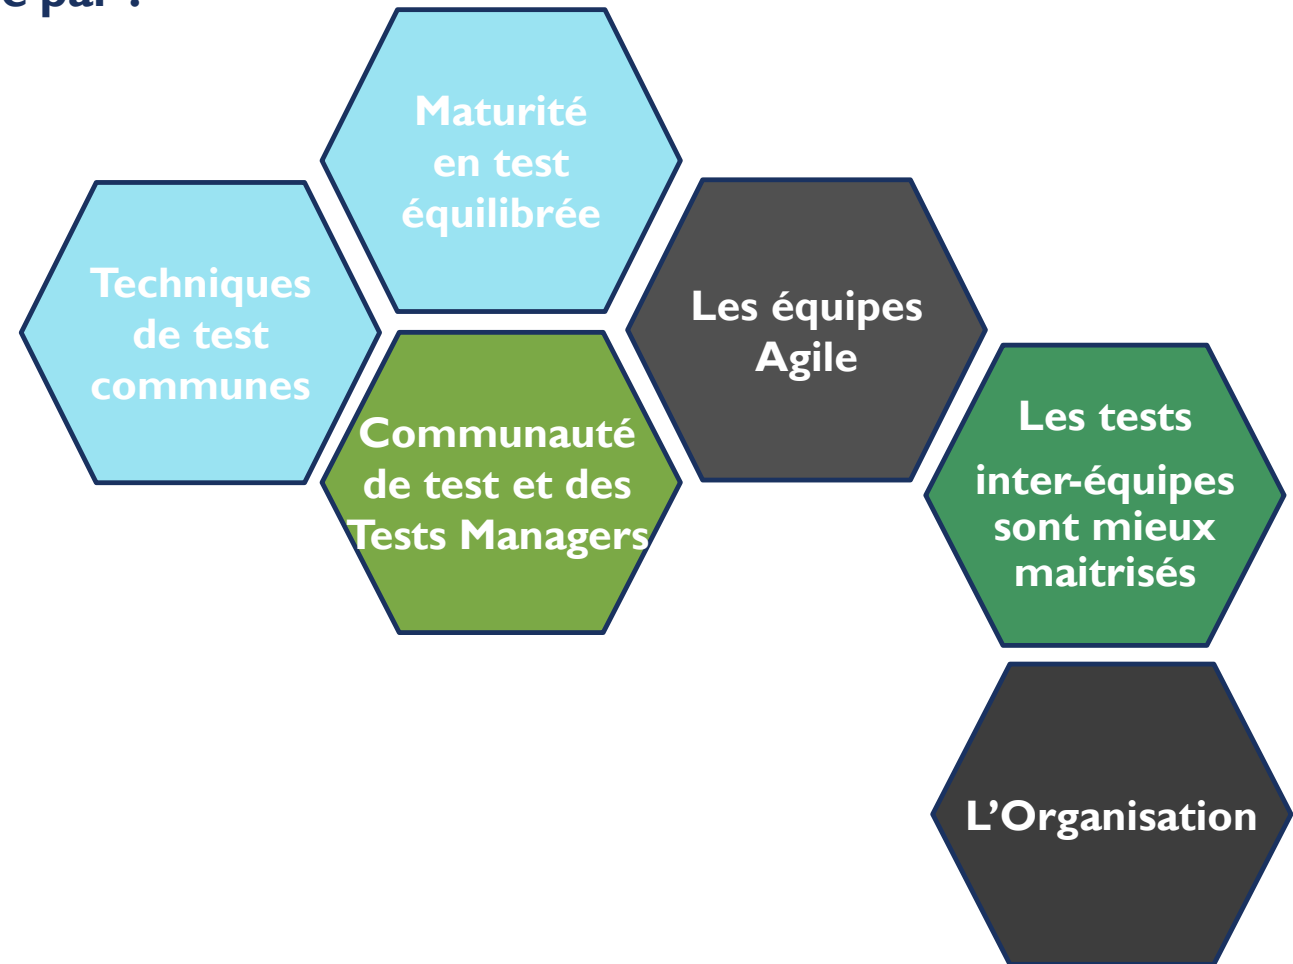 par :
Maturité
en test
équilibrée
Techniques
de test
communes
Communauté
de test et des
Tests Managers
Les équipes
Agile
Les tests
inter-équipes
sont mieux
maitrisés
L’Organisation